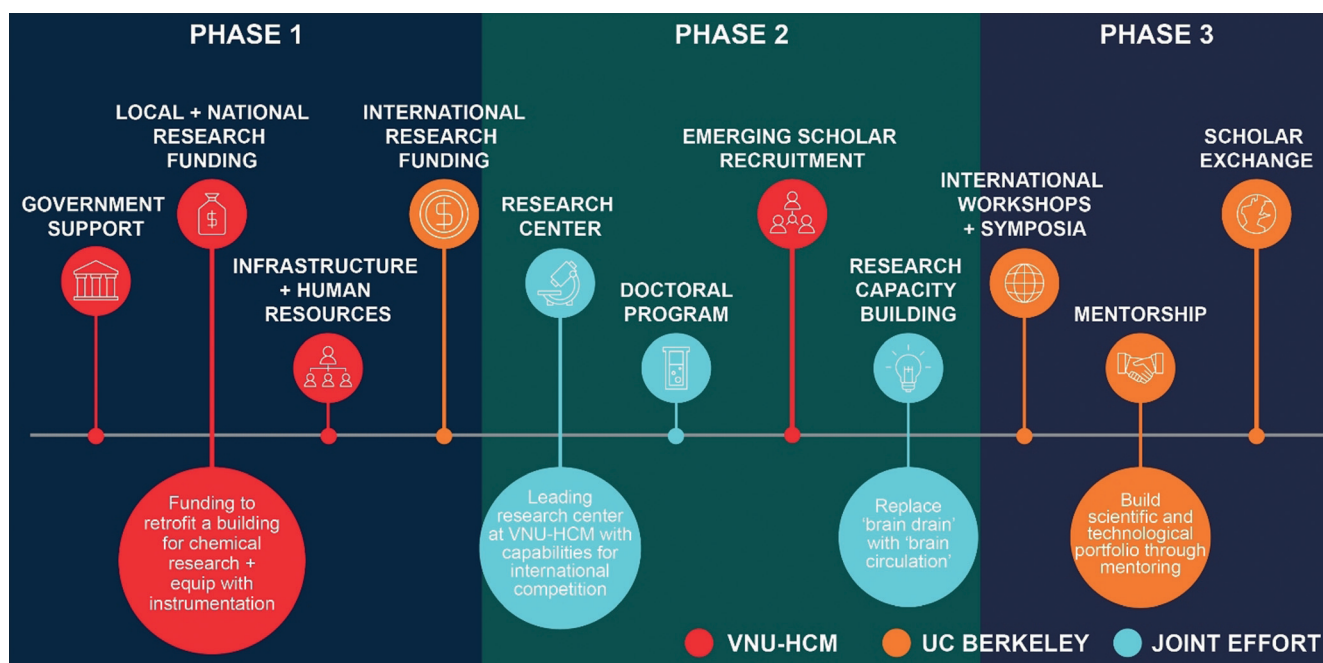 PHASE 1
PHASE 2
PHASE 3
GOVERNMENT
SUPPORT
LOCAL + NATIONAL
RESEARCH
FUNDING
$
INFRASTRUCTURE
+ HUMAN
RESOURCES
INTERNATIONAL
RESEARCH
FUNDING
$
RESEARCH
CENTER
DOCTORAL
PROGRAM
EMERGING SCHOLAR
RECRUITMENT
RESEARCH
CAPACITY
BUILDING
INTERNATIONAL
WORKSHOPS
+ SYMPOSIA
MENTORSHIP
SCHOLAR
EXCHANGE
Funding to
retrofit a building
for chemical
research +
equip with
instrumentation
Leading
research center
at VNU-HCM with
capabilities for
international
competition
Replace
‘brain drain’
with ‘brain
circulation’
Build
scientific and
technological
portfolio through
mentoring
VNU-HCM
UC BERKELEY
JOINT EFFORT